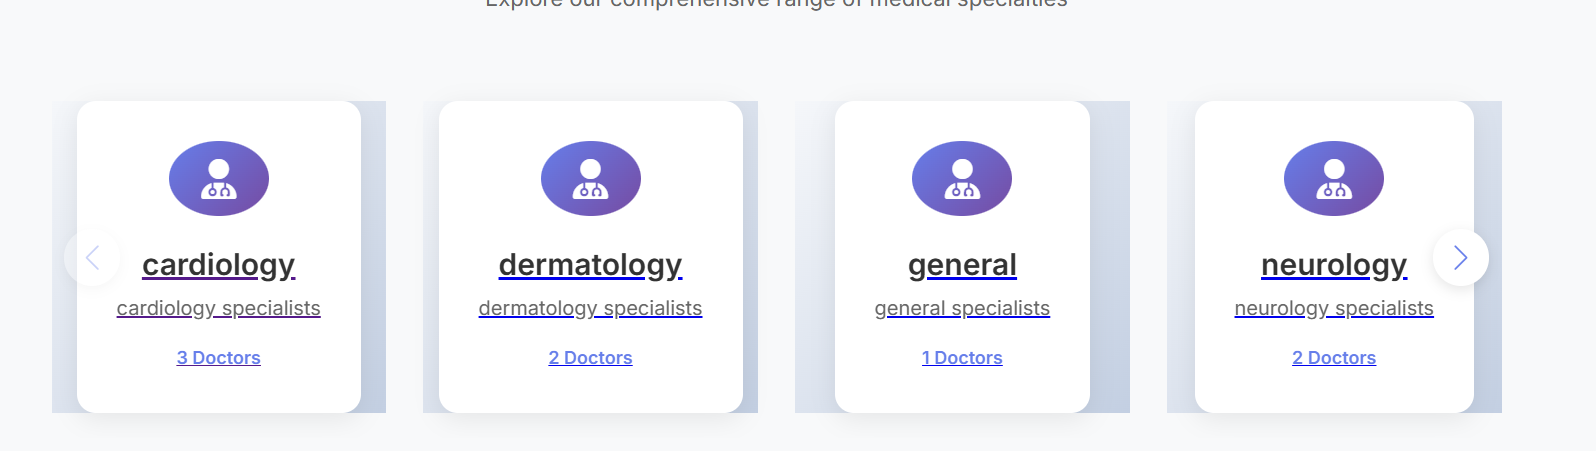 Explore our comprehensive range of medical specialties
cardiology
cardiology specialists
3 Doctors
dermatology
dermatology specialists
2 Doctors
general
general specialists
1 Doctors
neurology
neurology specialists
2 Doctors